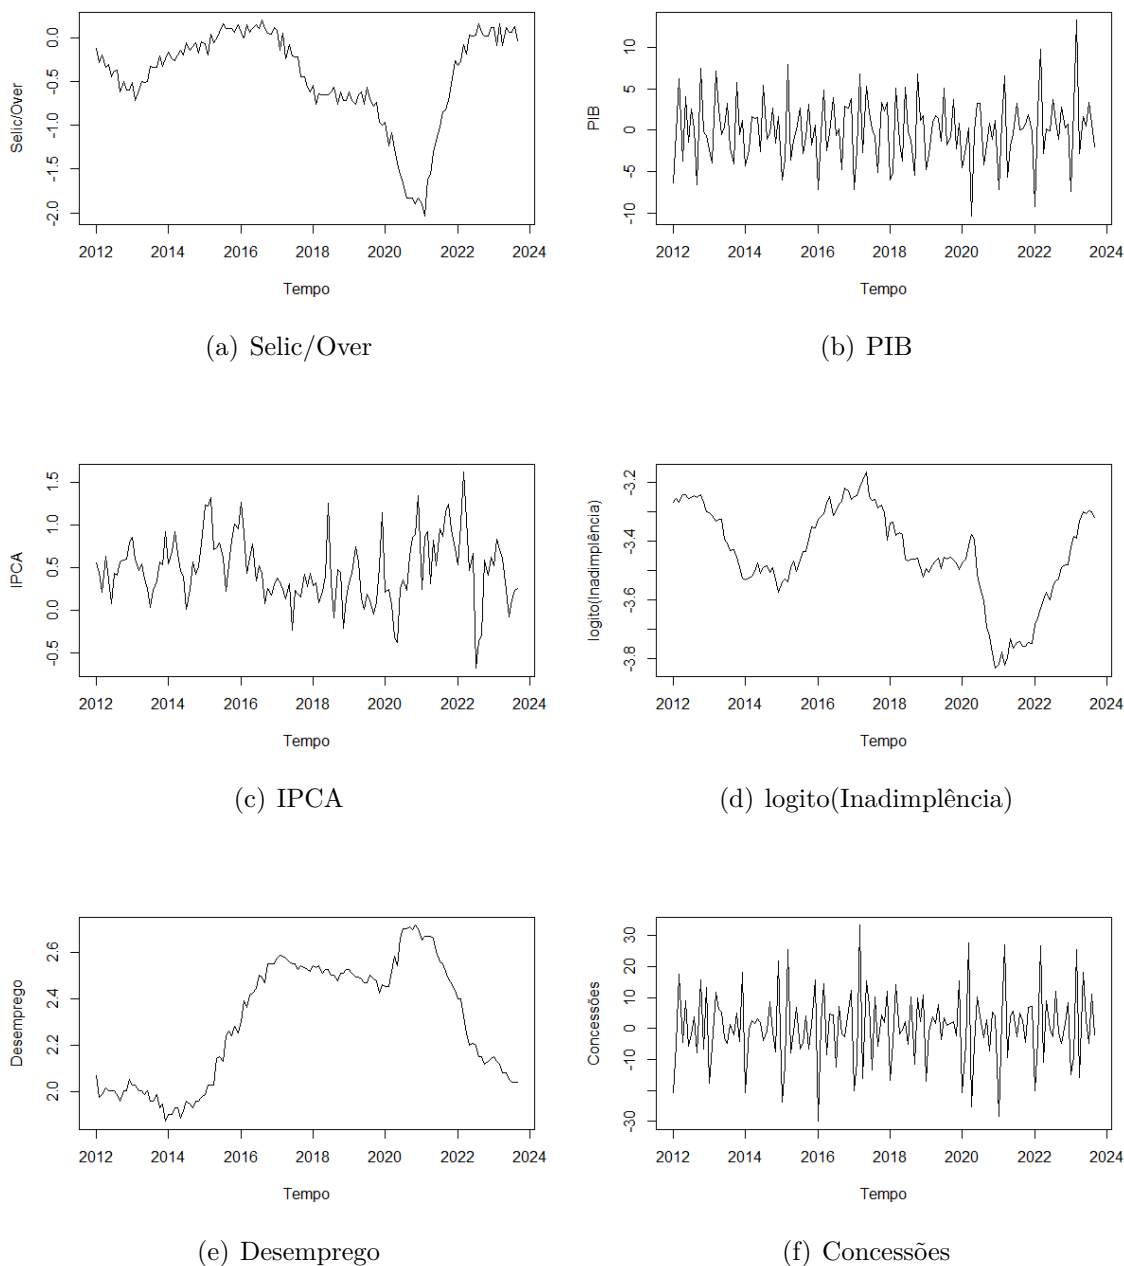 Selic/Over
0.0
-0.5
-1.0
-1.5
-2.0
2012 2014 2016 2018 2020 2022 2024
Tempo
(a) Selic/Over
PIB
10
5
0
-5
-10
2012 2014 2016 2018 2020 2022 2024
Tempo
(b) PIB
IPCA
1.5
1.0
0.5
0.0
-0.5
2012 2014 2016 2018 2020 2022 2024
Tempo
(c) IPCA
logito(Inadimplência)
-3.2
-3.4
-3.6
-3.8
2012 2014 2016 2018 2020 2022 2024
Tempo
(d) logito(Inadimplência)
Desemprego
2.6
2.4
2.2
2.0
2012 2014 2016 2018 2020 2022 2024
Tempo
(e) Desemprego
Concessões
30
20
10
0
-10
-30
2012 2014 2016 2018 2020 2022 2024
Tempo
(f) Concessões